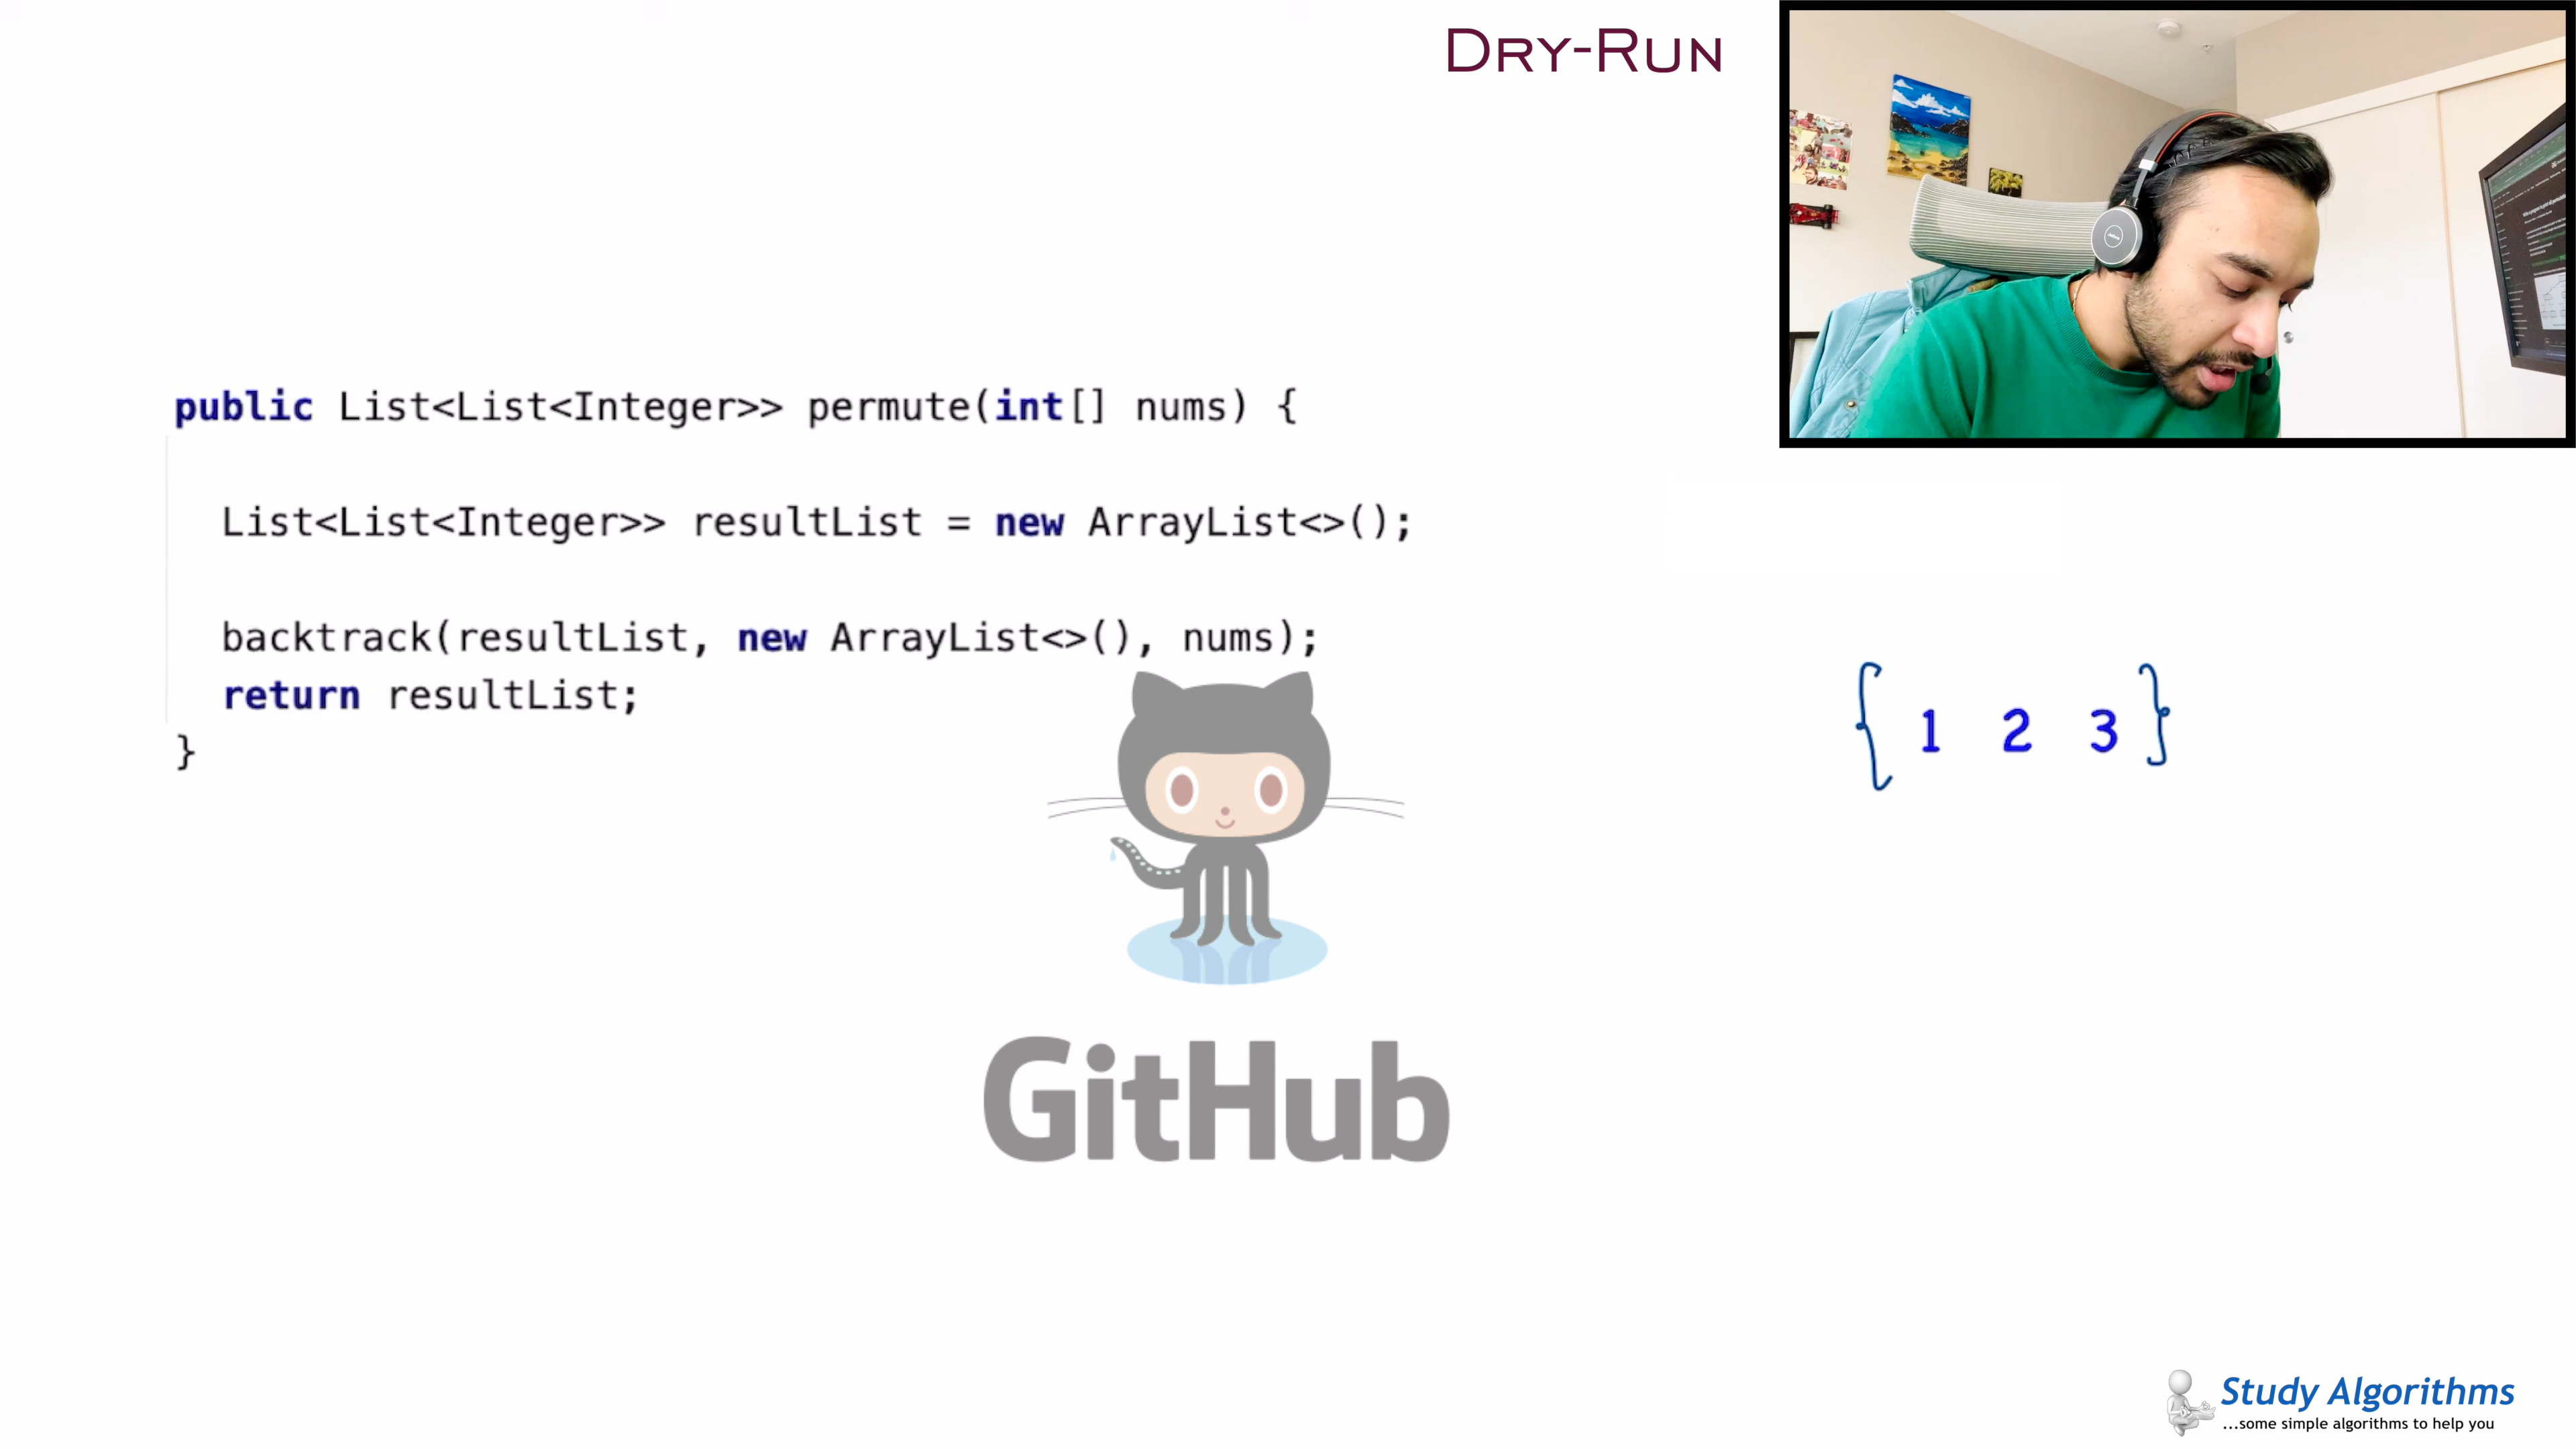 DRY-RUN
public List<List<Integer>> permute(int[] nums) {
List<List<Integer>> resultList = new ArrayList<>();
backtrack(resultList, new ArrayList<>(), nums);
return resultList;
}
{ 1 2 3 }
GitHub
Study Algorithms
...some simple algorithms to help you